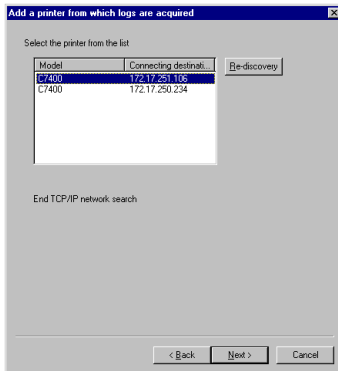 Add a printer from which logs are acquired
Select the printer from the list
Model Connecting destinati...
C7400 172.17.251.106
C7400 172.17.250.234
Re-discovery
End TCP/IP network search
< Back Next > Cancel